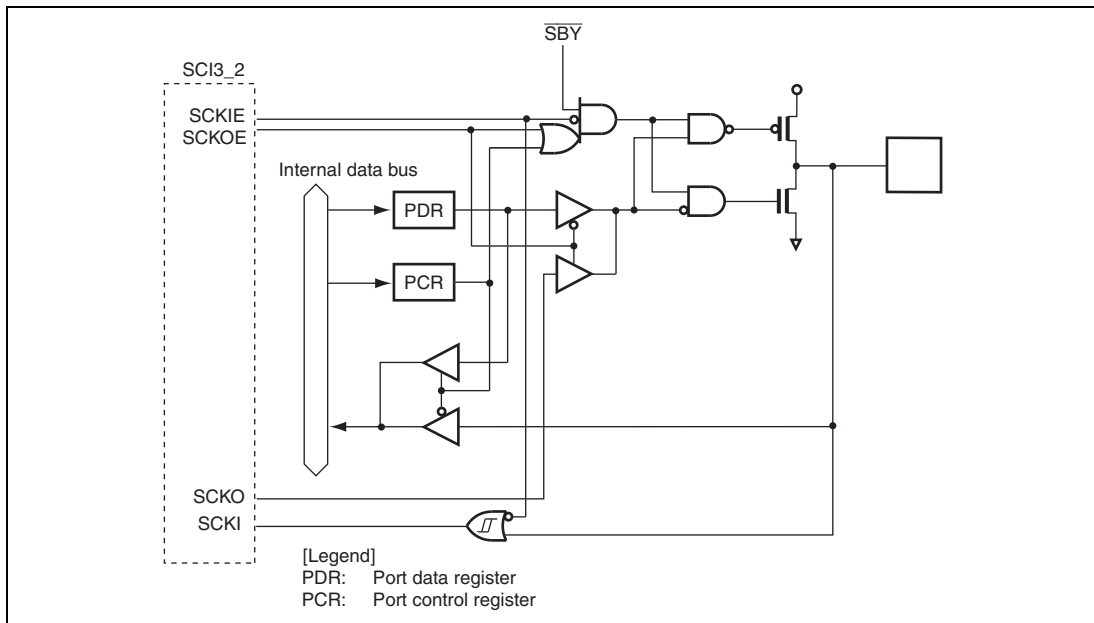 SBY
SCI3_2
SCKIE
SCKOE
Internal data bus
PDR
PCR
SCKO
SCKI
[Legend]
PDR: Port data register
PCR: Port control register